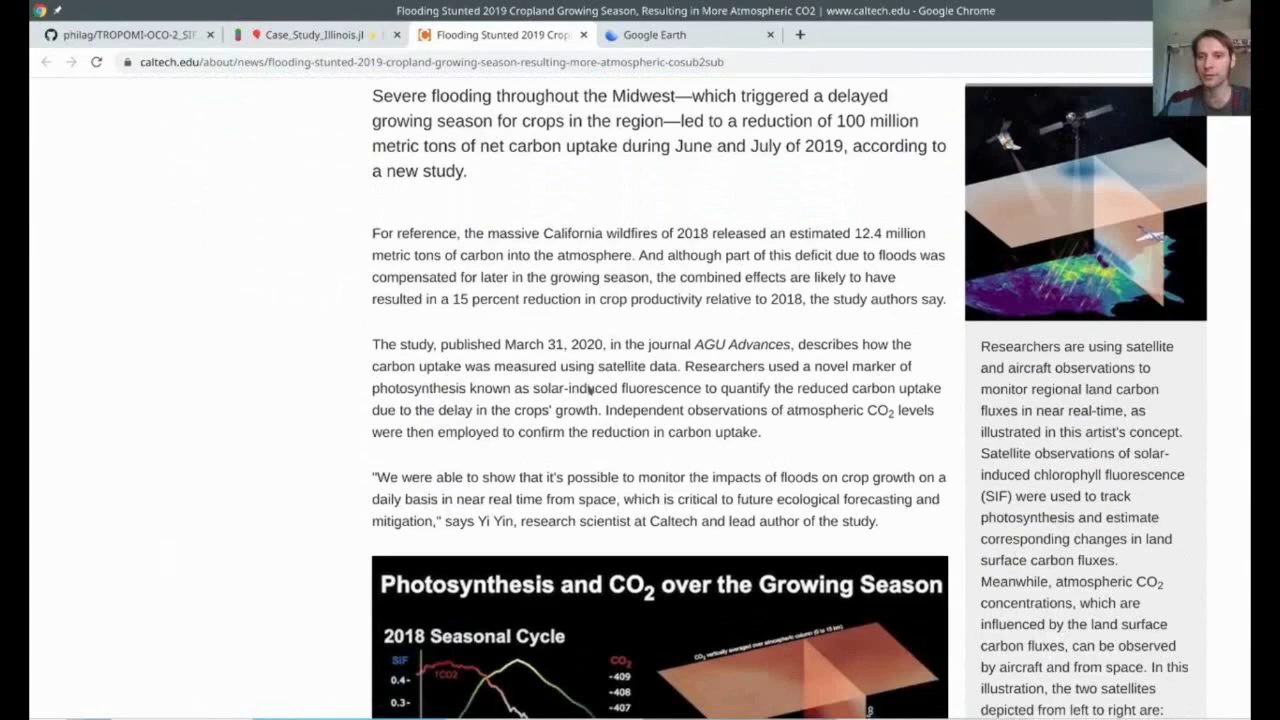 Flooding Stunted 2019 Cropland Growing Season, Resulting in More Atmospheric CO2 | www.caltech.edu - Google Chrome
philag/TROPOMI-OCO-2_SIF
Case_Study_Illinois.jl
Flooding Stunted 2019 Crop
Google Earth
caltech.edu/about/news/flooding-stunted-2019-cropland-growing-season-resulting-more-atmospheric-cosub2sub
Severe flooding throughout the Midwest—which triggered a delayed
growing season for crops in the region—led to a reduction of 100 million
metric tons of net carbon uptake during June and July of 2019, according to
a new study.
For reference, the massive California wildfires of 2018 released an estimated 12.4 million
metric tons of carbon into the atmosphere. And although part of this deficit due to floods was
compensated for later in the growing season, the combined effects are likely to have
resulted in a 15 percent reduction in crop productivity relative to 2018, the study authors say.
The study, published March 31, 2020, in the journal AGU Advances, describes how the
carbon uptake was measured using satellite data. Researchers used a novel marker of
photosynthesis known as solar-induced fluorescence to quantify the reduced carbon uptake
due to the delay in the crops' growth. Independent observations of atmospheric CO₂ levels
were then employed to confirm the reduction in carbon uptake.
"We were able to show that it's possible to monitor the impacts of floods on crop growth on a
daily basis in near real time from space, which is critical to future ecological forecasting and
mitigation," says Yi Yin, research scientist at Caltech and lead author of the study.
Photosynthesis and CO₂ over the Growing Season
2018 Seasonal Cycle
CO₂ vertically averaged over atmospheric column (0 to 15 km)
SIF
CO₂
rCO2
0.4-
-409
-408
0.3-
-407
Researchers are using satellite
and aircraft observations to
monitor regional land carbon
fluxes in near real-time, as
illustrated in this artist's concept.
Satellite observations of solar-
induced chlorophyll fluorescence
(SIF) were used to track
photosynthesis and estimate
corresponding changes in land
surface carbon fluxes.
Meanwhile, atmospheric CO₂
concentrations, which are
influenced by the land surface
carbon fluxes, can be observed
by aircraft and from space. In this
illustration, the two satellites
depicted from left to right are: